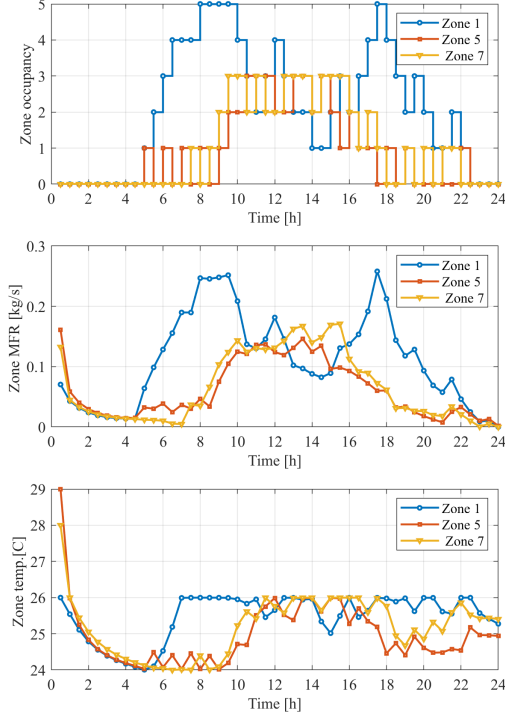 5
4
3
2
1
0
Zone occupancy
Zone 1
Zone 5
Zone 7
0 2 4 6 8 10 12 14 16 18 20 22 24
Time [h]
0.3
0.2
0.1
0
Zone MFR [kg/s]
Zone 1
Zone 5
Zone 7
0 2 4 6 8 10 12 14 16 18 20 22 24
Time [h]
29
28
27
26
25
24
Zone temp.[C]
Zone 1
Zone 5
Zone 7
0 2 4 6 8 10 12 14 16 18 20 22 24
Time [h]